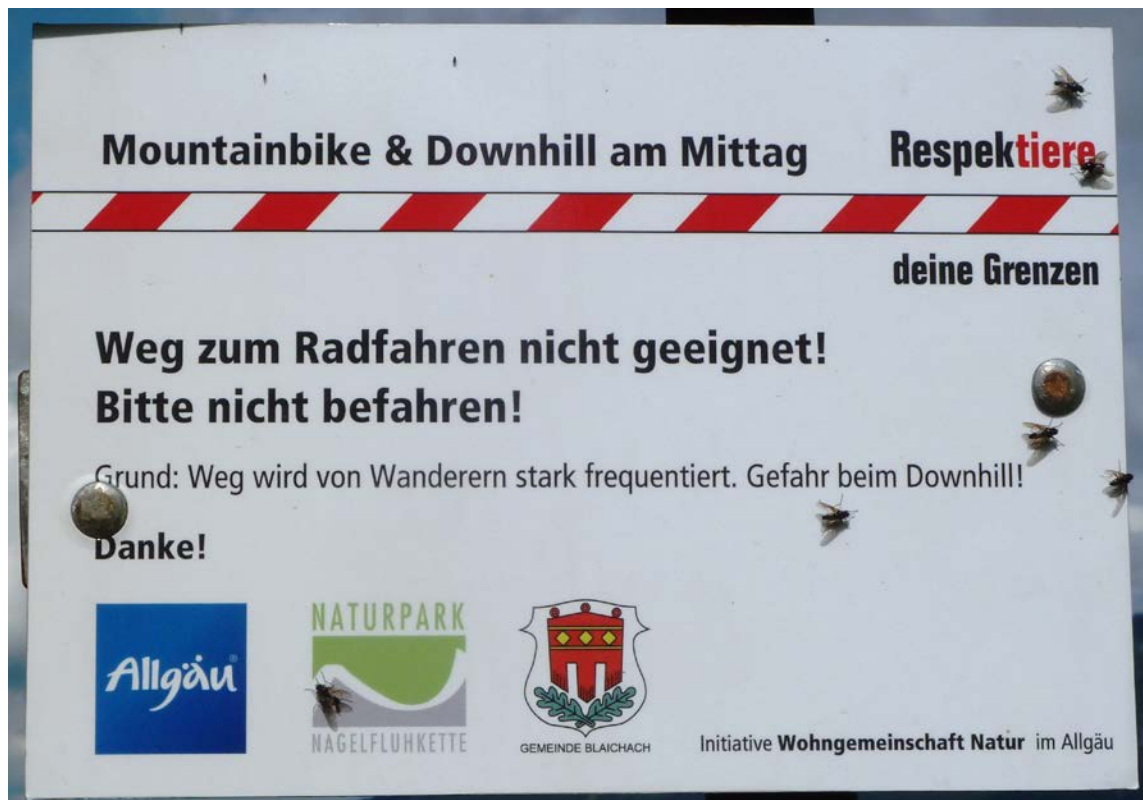 Mountainbike & Downhill am Mittag
Respektiere
deine Grenzen
Weg zum Radfahren nicht geeignet!
Bitte nicht befahren!
Grund: Weg wird von Wanderern stark frequentiert. Gefahr beim Downhill!
Danke!
Allgäu®
NATURPARK
NAGELFLUHKETTE
GEMEINDE BLAICHACH
Initiative Wohngemeinschaft Natur im Allgäu